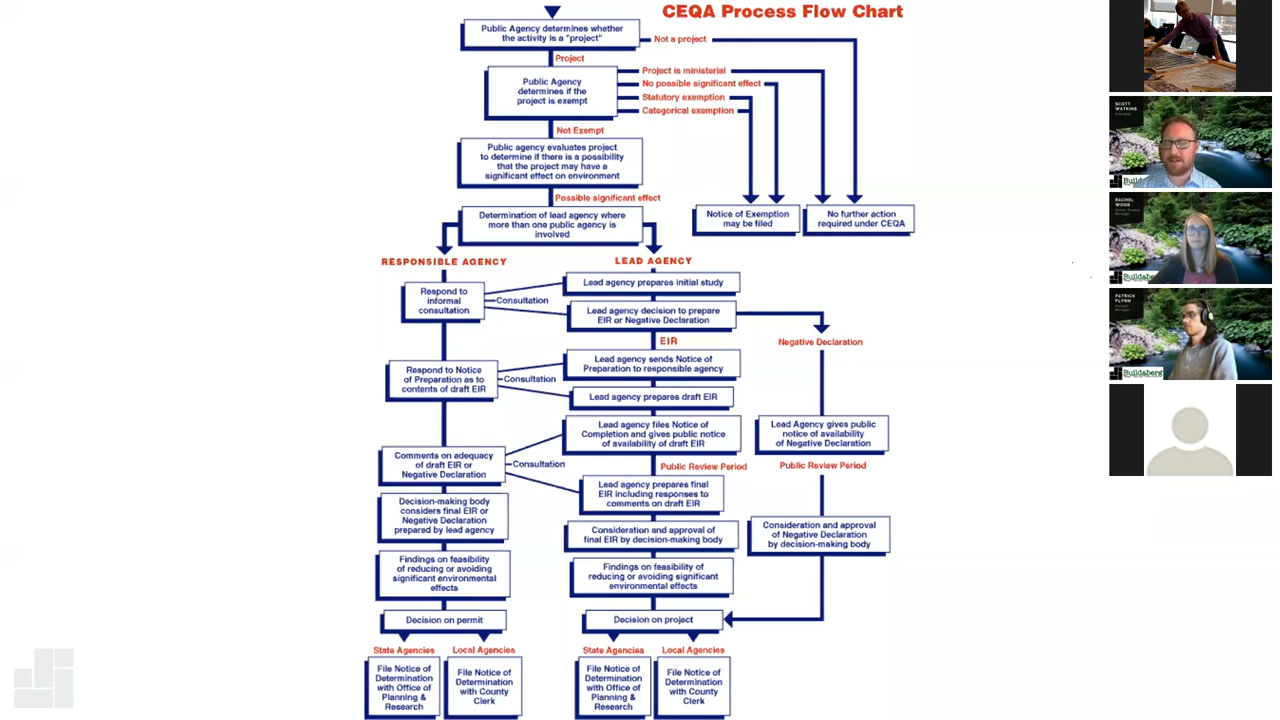 CEQA Process Flow Chart
Public Agency determines whether
the activity is a "project"
Not a project
Project
Public Agency
determines if the
project is exempt
Project is ministerial
No possible significant effect
Statutory exemption
Categorical exemption
Not Exempt
Public agency evaluates project
to determine if there is a possibility
that the project may have a
significant effect on environment
Possible significant effect
Determination of lead agency where
more than one public agency is
involved
Notice of Exemption
may be filed
No further action
required under CEQA
RESPONSIBLE AGENCY
LEAD AGENCY
Respond to
informal
consultation
Consultation
Lead agency prepares initial study
Lead agency decision to prepare
EIR or Negative Declaration
EIR
Negative Declaration
Respond to Notice
of Preparation as to
contents of draft EIR
Consultation
Lead agency sends Notice of
Preparation to responsible agency
Lead agency prepares draft EIR
Lead agency files Notice of
Completion and gives public notice
of availability of draft EIR
Lead Agency gives public
notice of availability
of Negative Declaration
Comments on adequacy
of draft EIR or
Negative Declaration
Consultation
Public Review Period
Public Review Period
Lead agency prepares final
EIR including responses to
comments on draft EIR
Decision-making body
considers final EIR or
Negative Declaration
prepared by lead agency
Consideration and approval of
final EIR by decision-making body
Consideration and approval
of Negative Declaration
by decision-making body
Findings on feasibility
of reducing or avoiding
significant environmental
effects
Findings on feasibility of
reducing or avoiding significant
environmental effects
Decision on permit
Decision on project
State Agencies
Local Agencies
State Agencies
Local Agencies
File Notice of
Determination
with Office of
Planning &
Research
File Notice of
Determination
with County
Clerk
File Notice of
Determination
with Office of
Planning &
Research
File Notice of
Determination
with County
Clerk
SCOTT
WATKINS
Build
RACHEL
WOOD
Buildsberg
PATRICK
FLYNN
Buildsberg